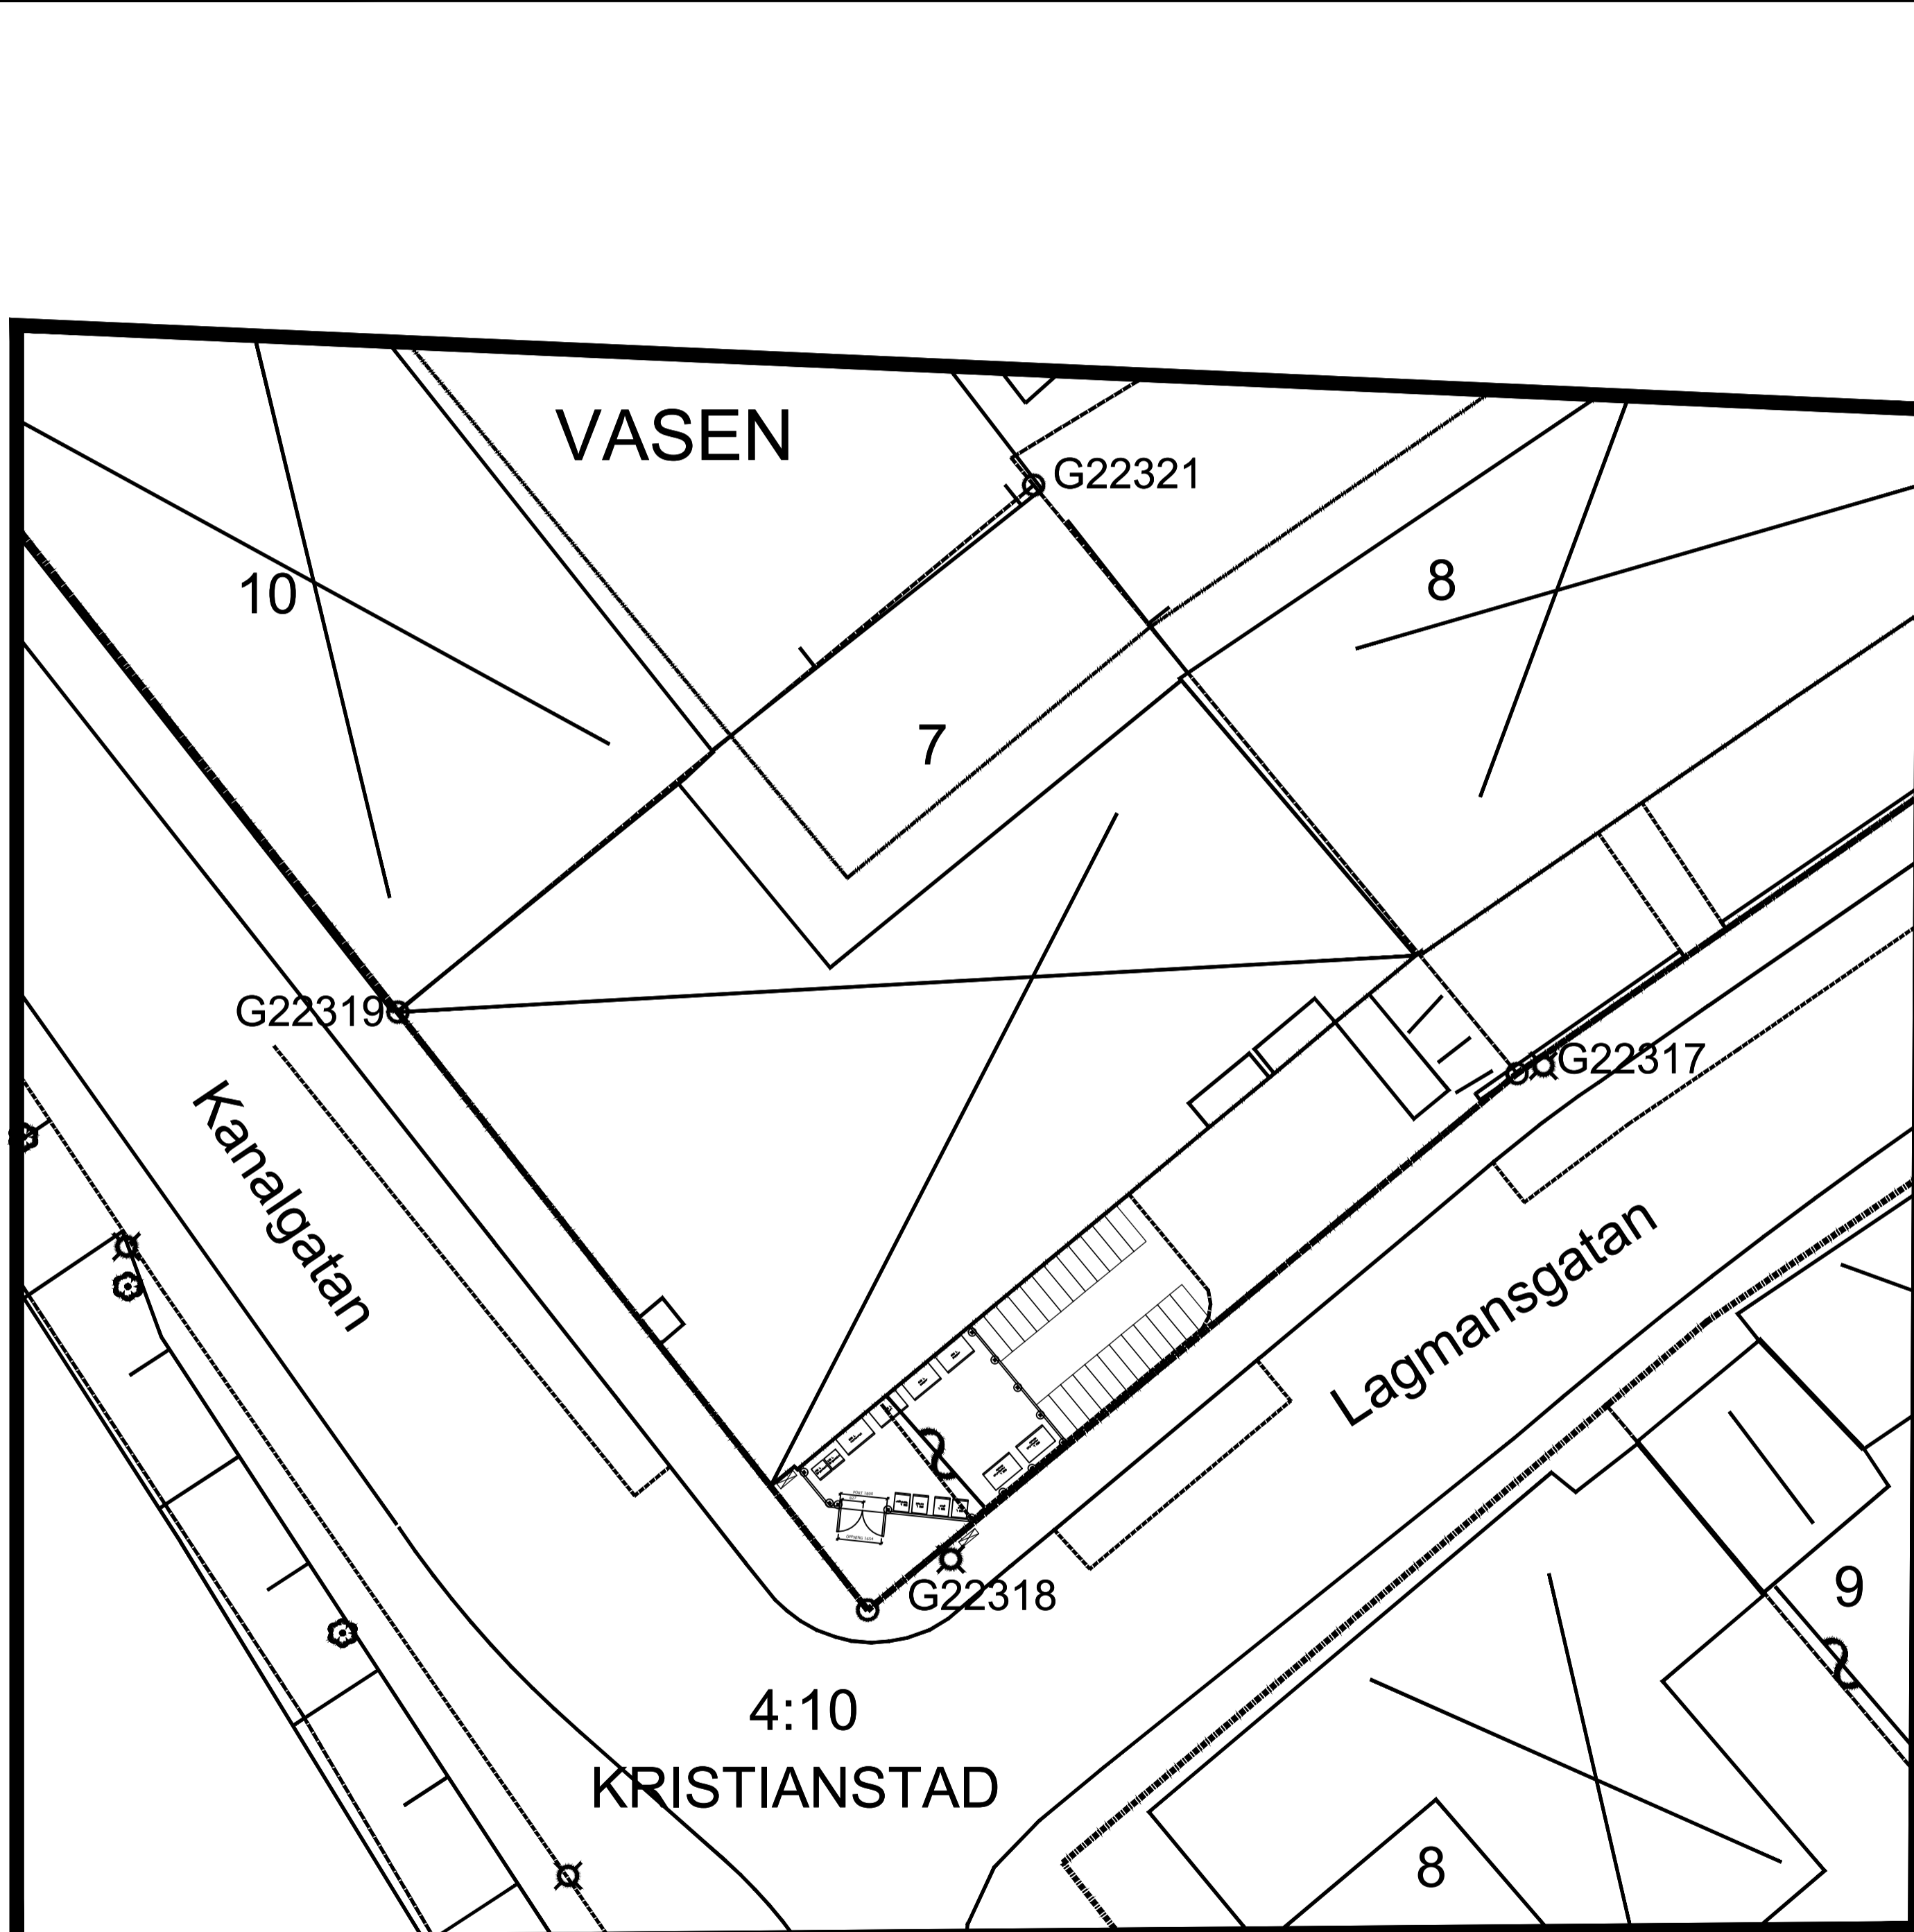 VASEN
G22321
10
8
7
G22319
G22317
Kanalgatan
Lagmansgatan
G22318
9
4:10
KRISTIANSTAD
8